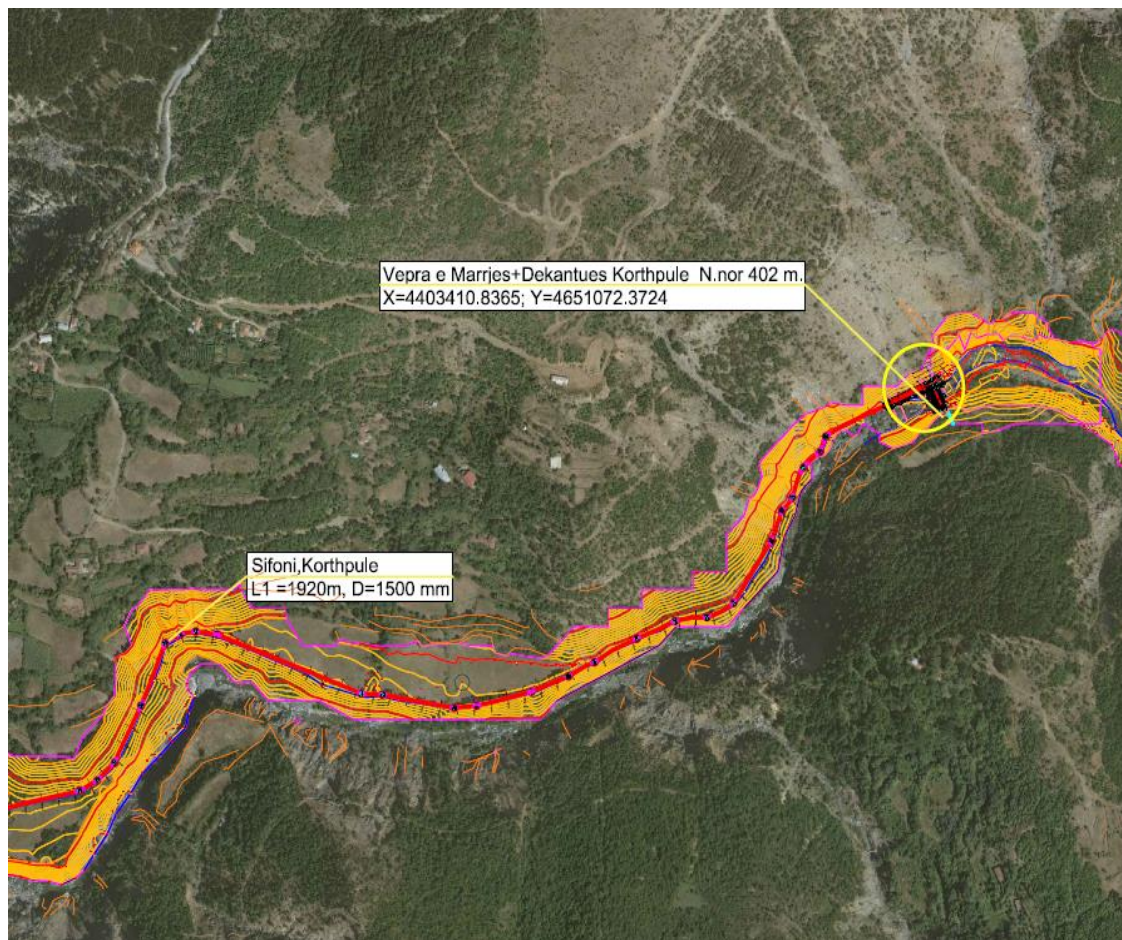 Vepra e Marrjes+Dekantues Korthpule N.nor 402 m.
X=4403410.8365; Y=4651072.3724
Sifoni,Korthpule
L1 =1920m, D=1500 mm